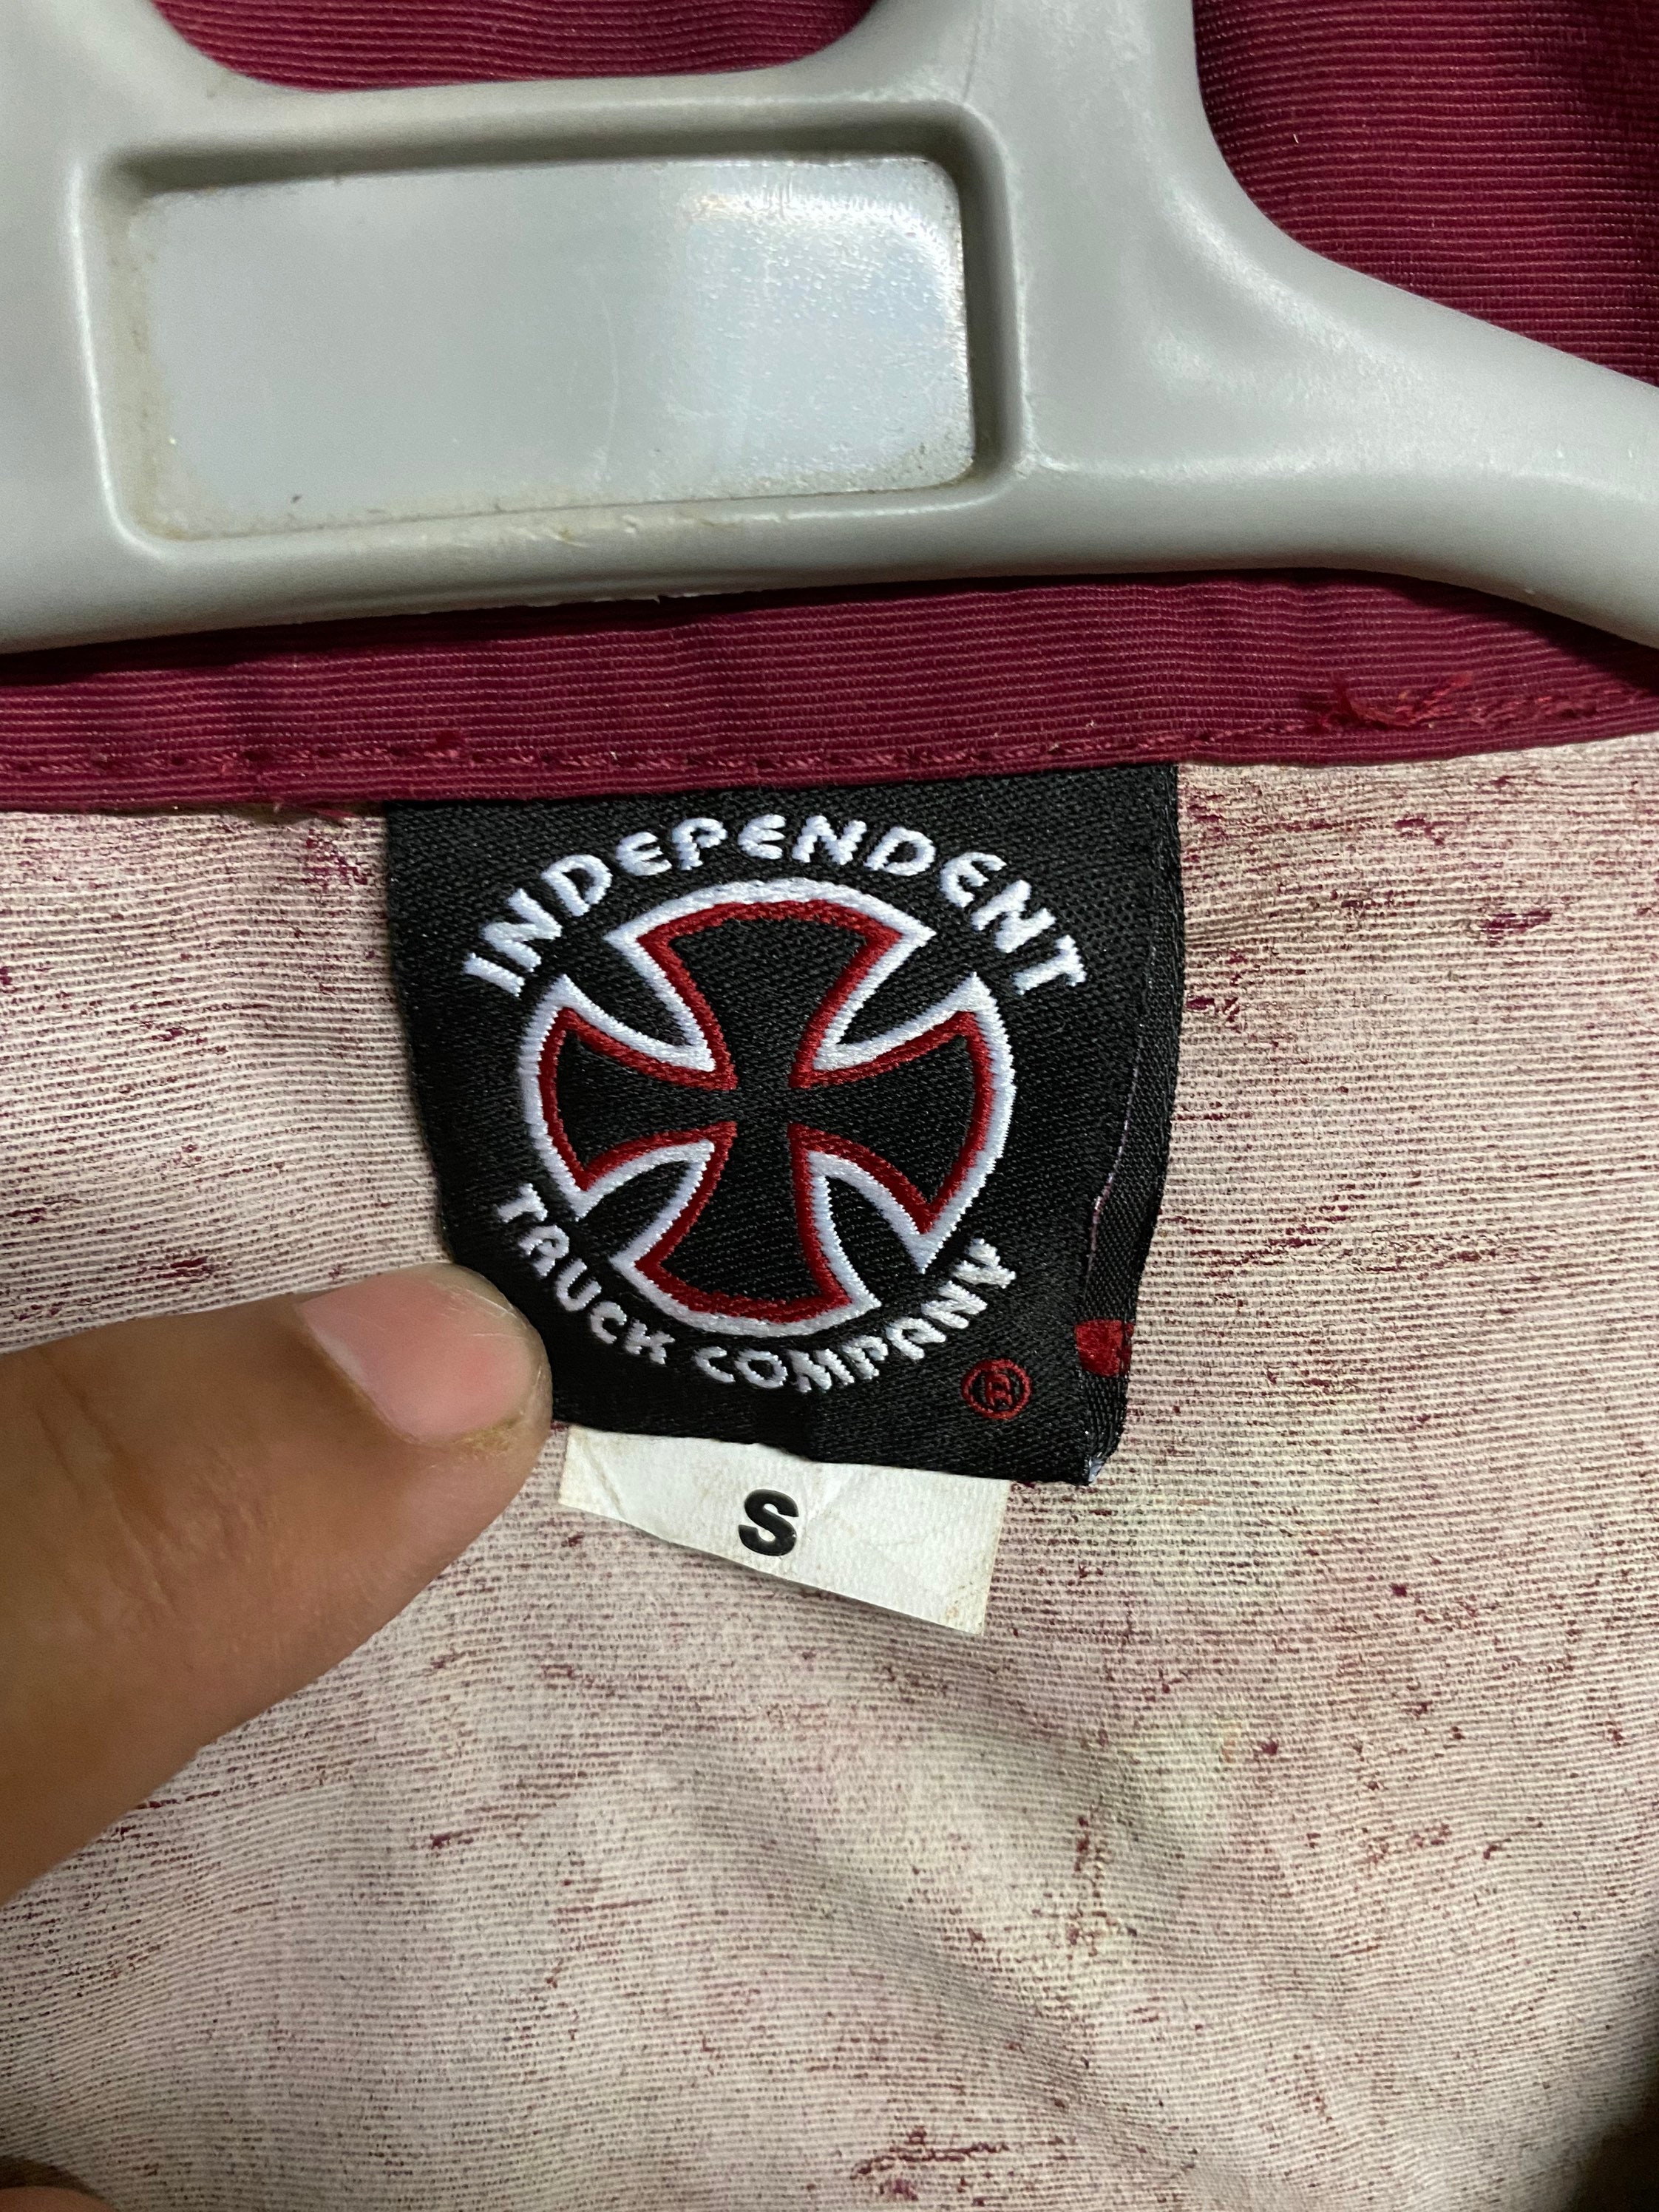 INDEPENDENT
TRUCK COMPANY
®
S